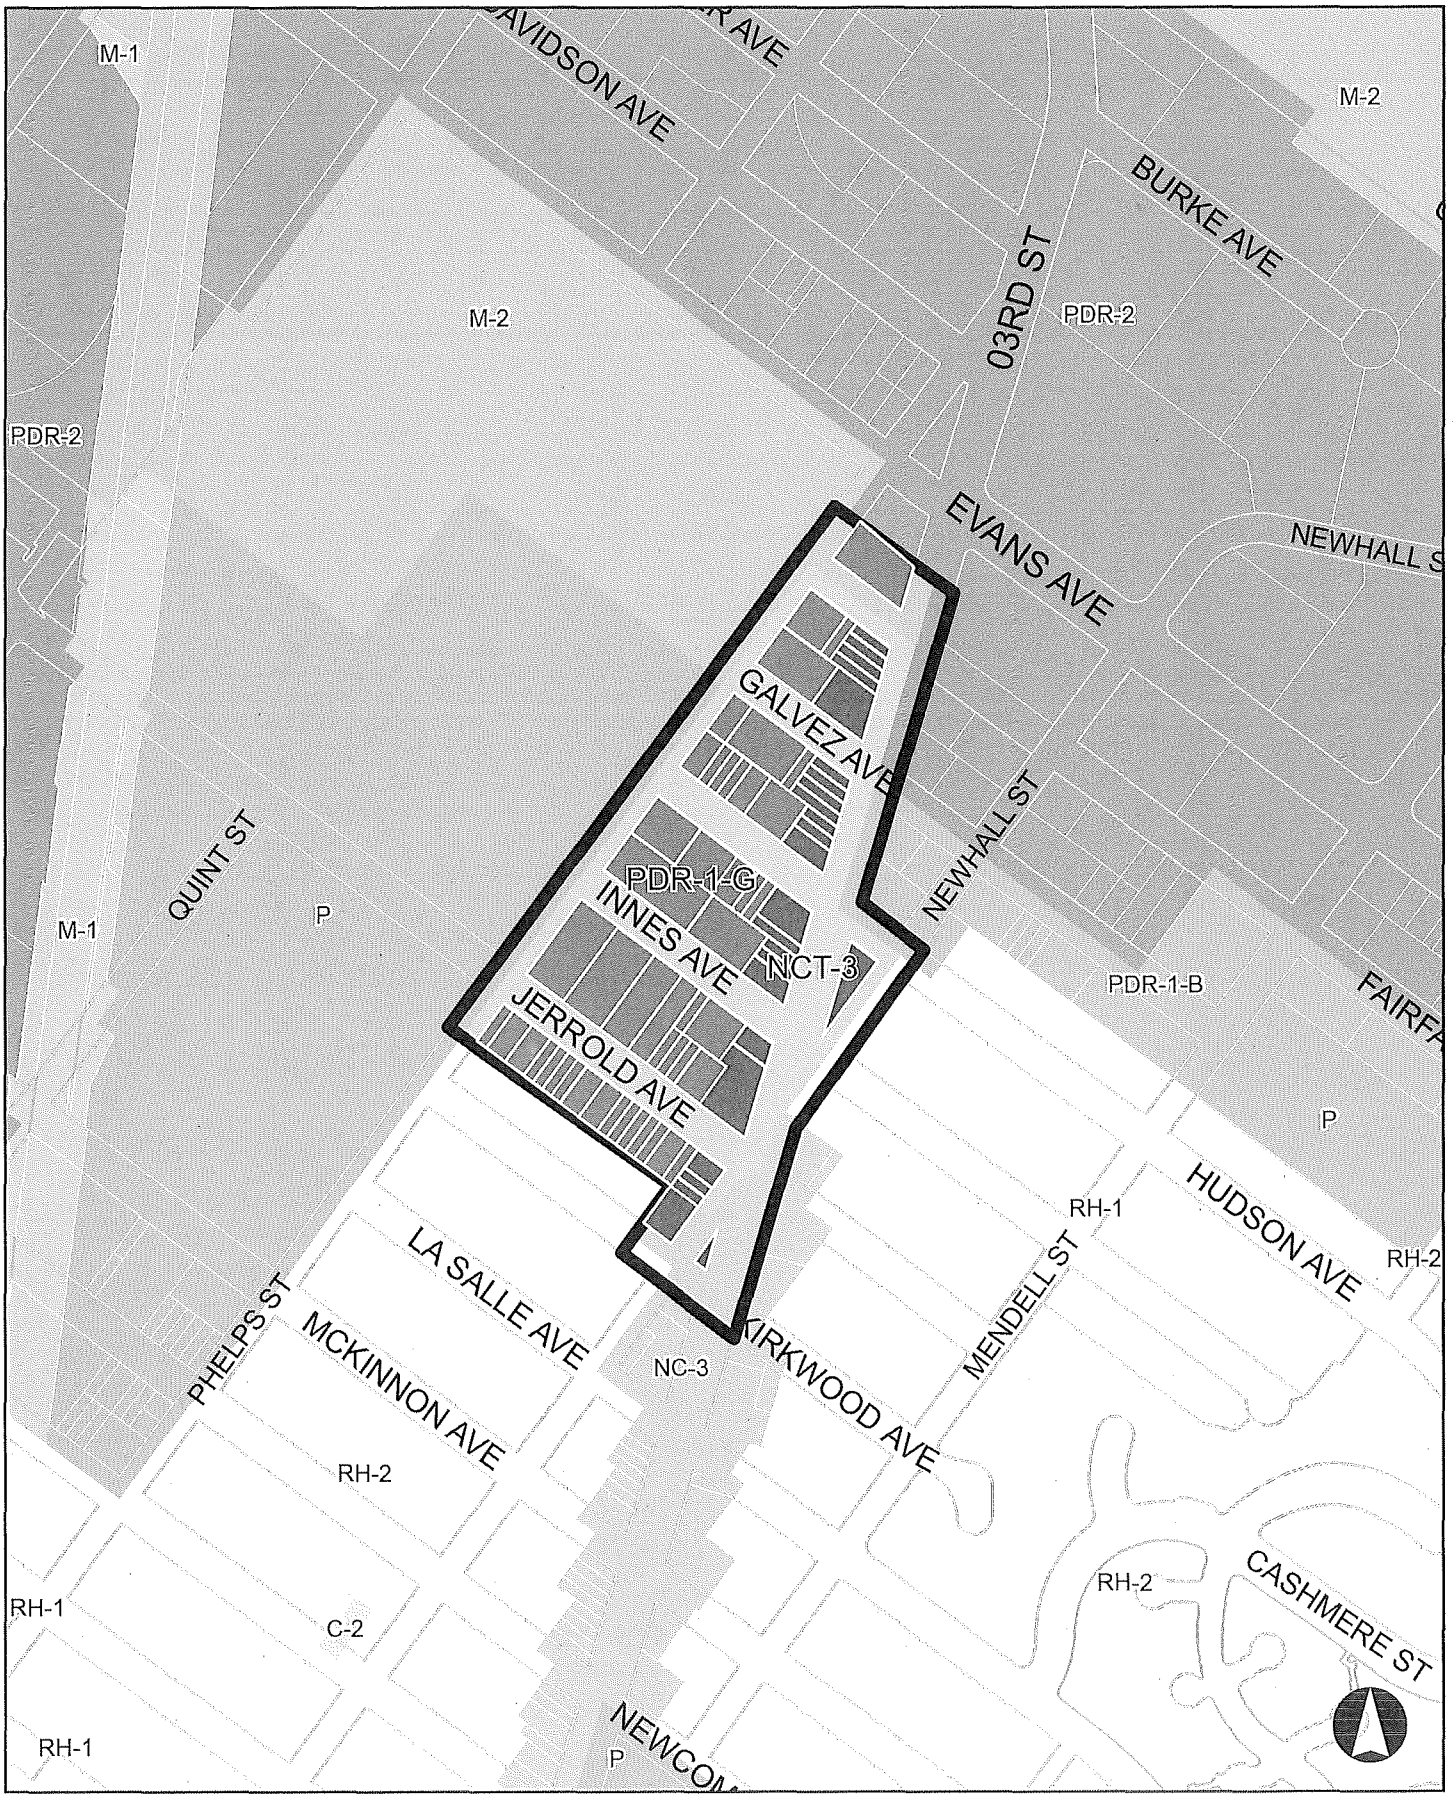 M-1
DAVIDSON AVE
AVE
M-2
BURKE AVE
M-2
03RD ST
PDR-2
PDR-2
EVANS AVE
NEWHALL S
GALVEZ AVE
QUINT ST
NEWHALL ST
PDR-1-G
P
M-1
INNES AVE
NCT-3
PDR-1-B
FAIRFA
JERROLD AVE
P
RH-1
HUDSON AVE
RH-2
LA SALLE AVE
MENDELL ST
PHELPS ST
MCKINNON AVE
NC-3
KIRKWOOD AVE
RH-2
RH-2
CASHMERE ST
RH-1
C-2
NEWCOM
RH-1
P